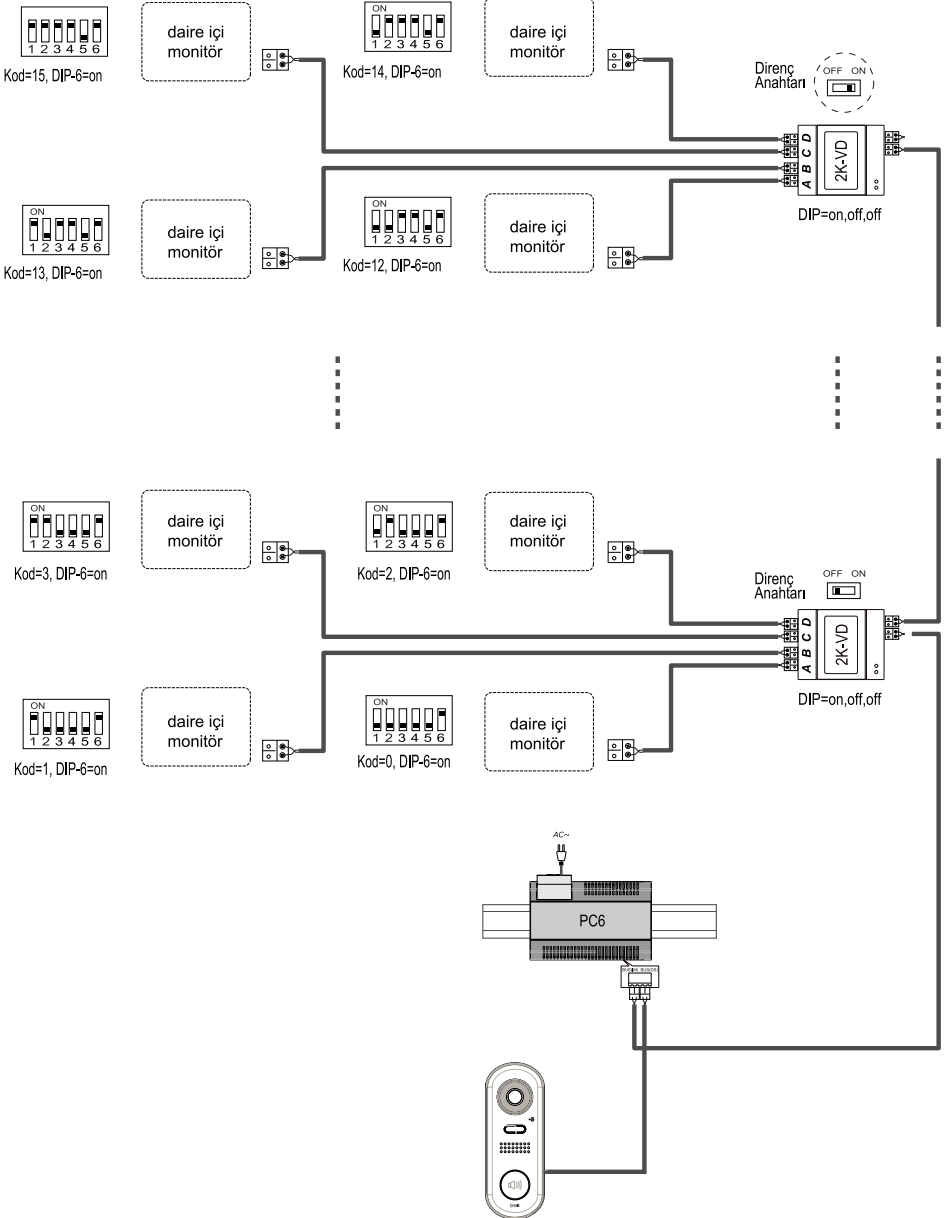 1 2 3 4 5 6
Kod=15, DIP-6=on
daire içi
monitör
ON
1 2 3 4 5 6
Kod=14, DIP-6=on
daire içi
monitör
Direnç
Anahtarı
OFF ON
A B C D
2K-VD
DIP=on,off,off
ON
1 2 3 4 5 6
Kod=13, DIP-6=on
daire içi
monitör
ON
1 2 3 4 5 6
Kod=12, DIP-6=on
daire içi
monitör
ON
1 2 3 4 5 6
Kod=3, DIP-6=on
daire içi
monitör
ON
1 2 3 4 5 6
Kod=2, DIP-6=on
daire içi
monitör
Direnç
Anahtarı
OFF ON
A B C D
2K-VD
DIP=on,off,off
ON
1 2 3 4 5 6
Kod=1, DIP-6=on
daire içi
monitör
ON
1 2 3 4 5 6
Kod=0, DIP-6=on
daire içi
monitör
AC~
PC6